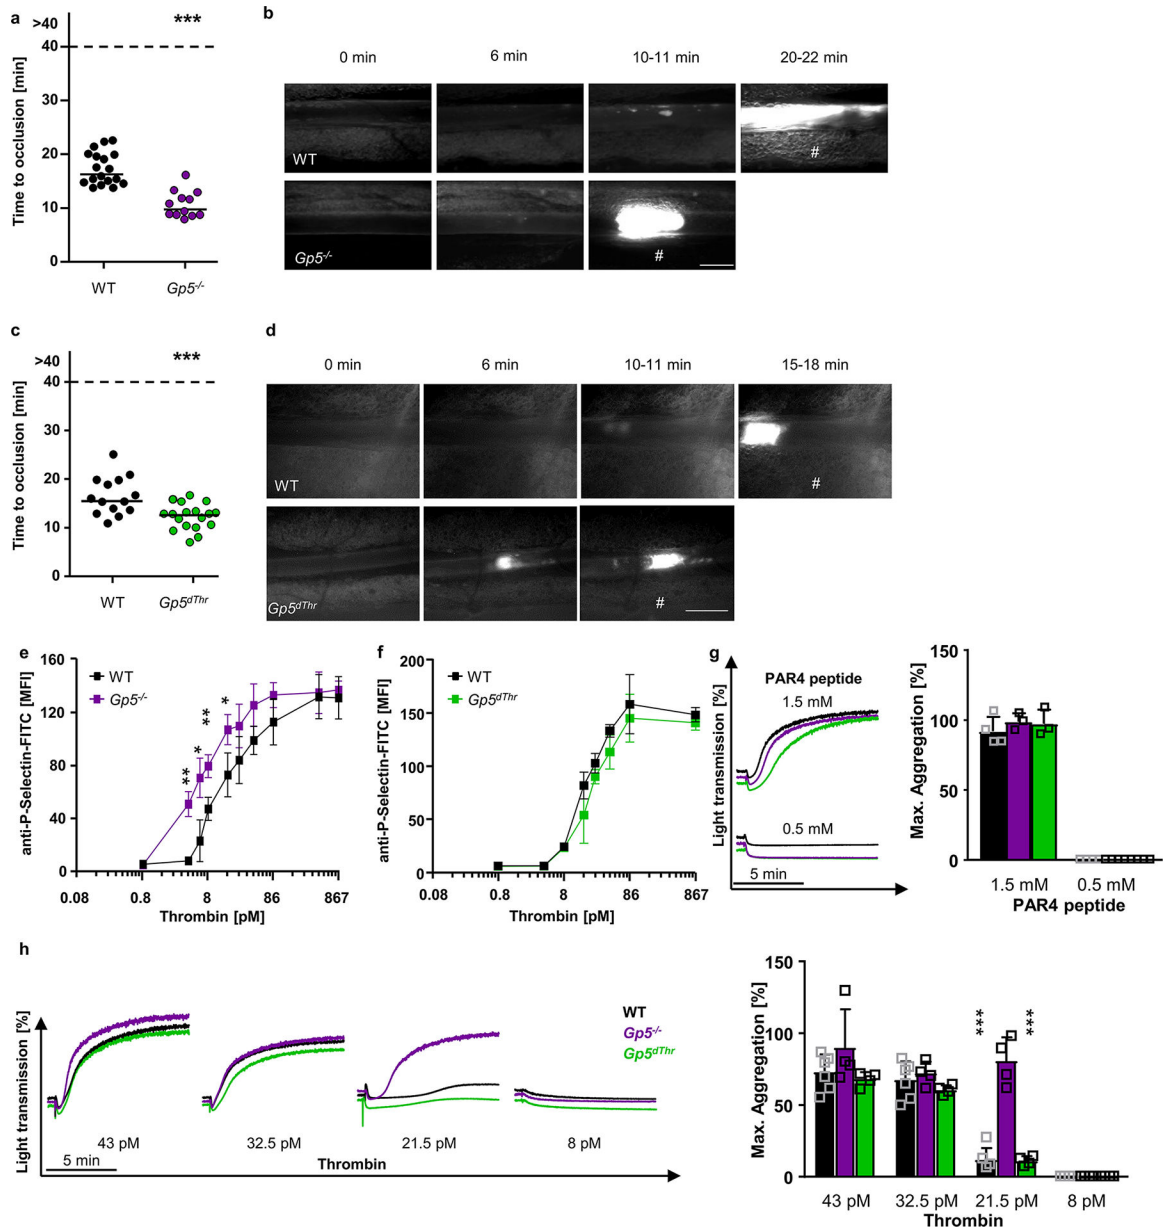 a
>40
***
40
30
20
10
0
Time to occlusion [min]
WT
Gp5-/-
b
0 min
6 min
10-11 min
20-22 min
WT
#
Gp5-/-
#
c
>40
***
40
30
20
10
0
Time to occlusion [min]
WT
Gp5dThr
d
0 min
6 min
10-11 min
15-18 min
WT
#
Gp5dThr
#
e
160
120
80
40
0
anti-P-Selectin-FITC [MFI]
WT
Gp5-/-
**
*
**
*
0.08
0.8
8
86
867
Thrombin [pM]
f
200
150
100
50
0
anti-P-Selectin-FITC [MFI]
WT
Gp5dThr
0.08
0.8
8
86
867
Thrombin [pM]
g
Light transmission [%]
PAR4 peptide
1.5 mM
0.5 mM
5 min
150
100
50
0
Max. Aggregation [%]
1.5 mM
0.5 mM
PAR4 peptide
h
Light transmission [%]
WT
Gp5-/-
Gp5dThr
43 pM
32.5 pM
21.5 pM
8 pM
5 min
Thrombin
150
100
50
0
Max. Aggregation [%]
***
***
43 pM
32.5 pM
21.5 pM
8 pM
Thrombin